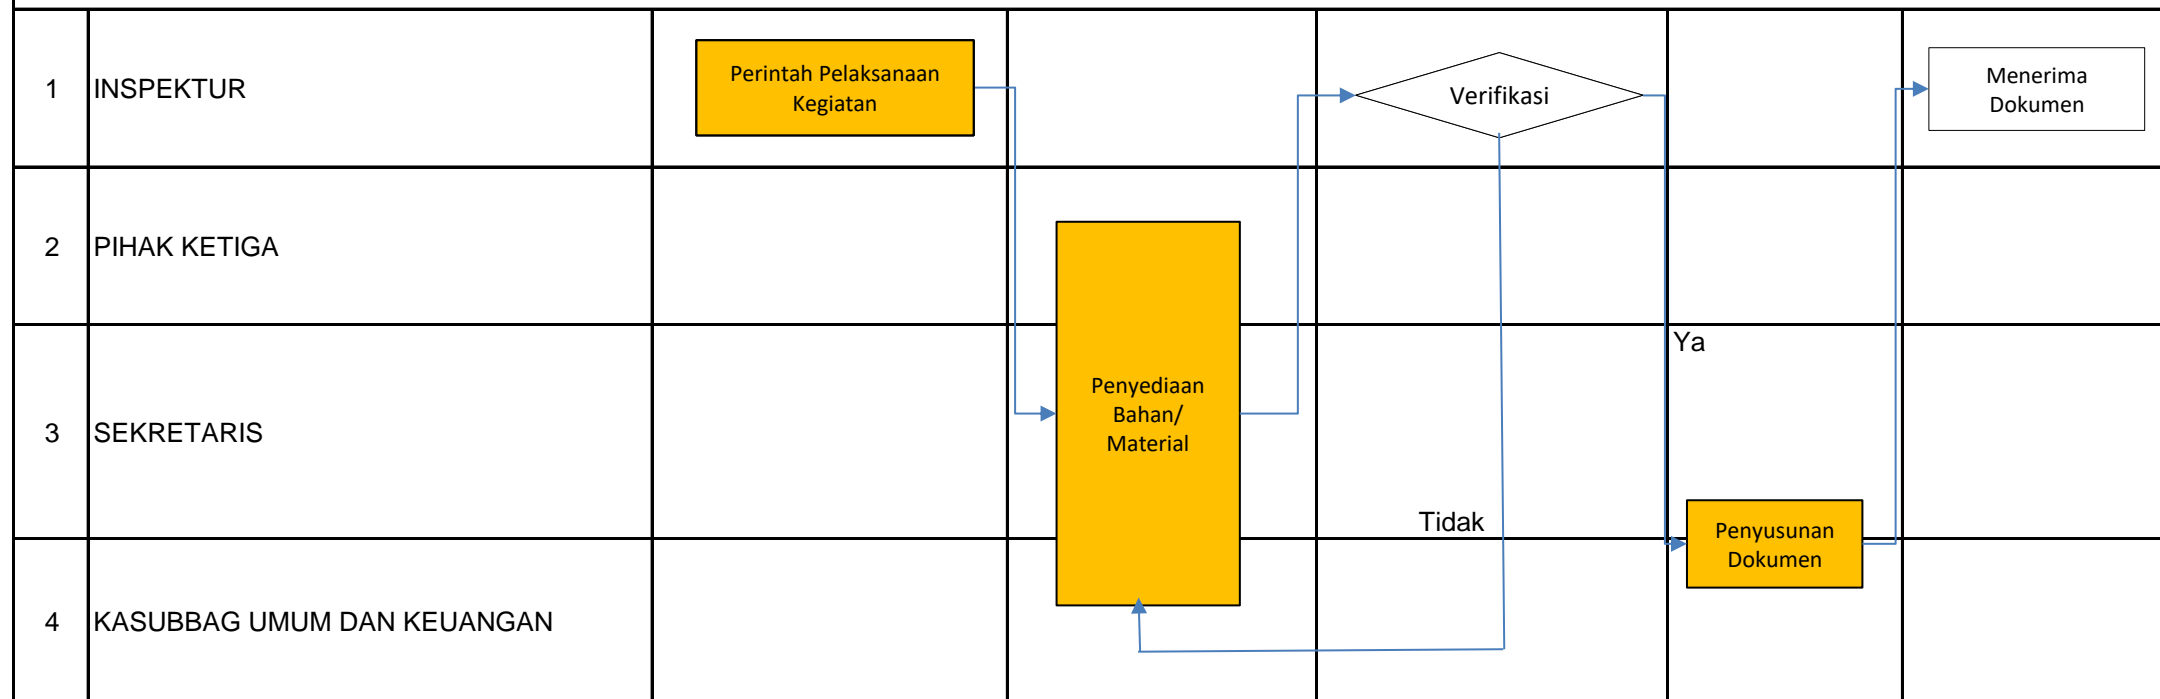 1
INSPEKTUR
Perintah Pelaksanaan
Kegiatan
Verifikasi
Menerima
Dokumen
2
PIHAK KETIGA
3
SEKRETARIS
Penyediaan
Bahan/
Material
Ya
Tidak
Penyusunan
Dokumen
4
KASUBBAG UMUM DAN KEUANGAN